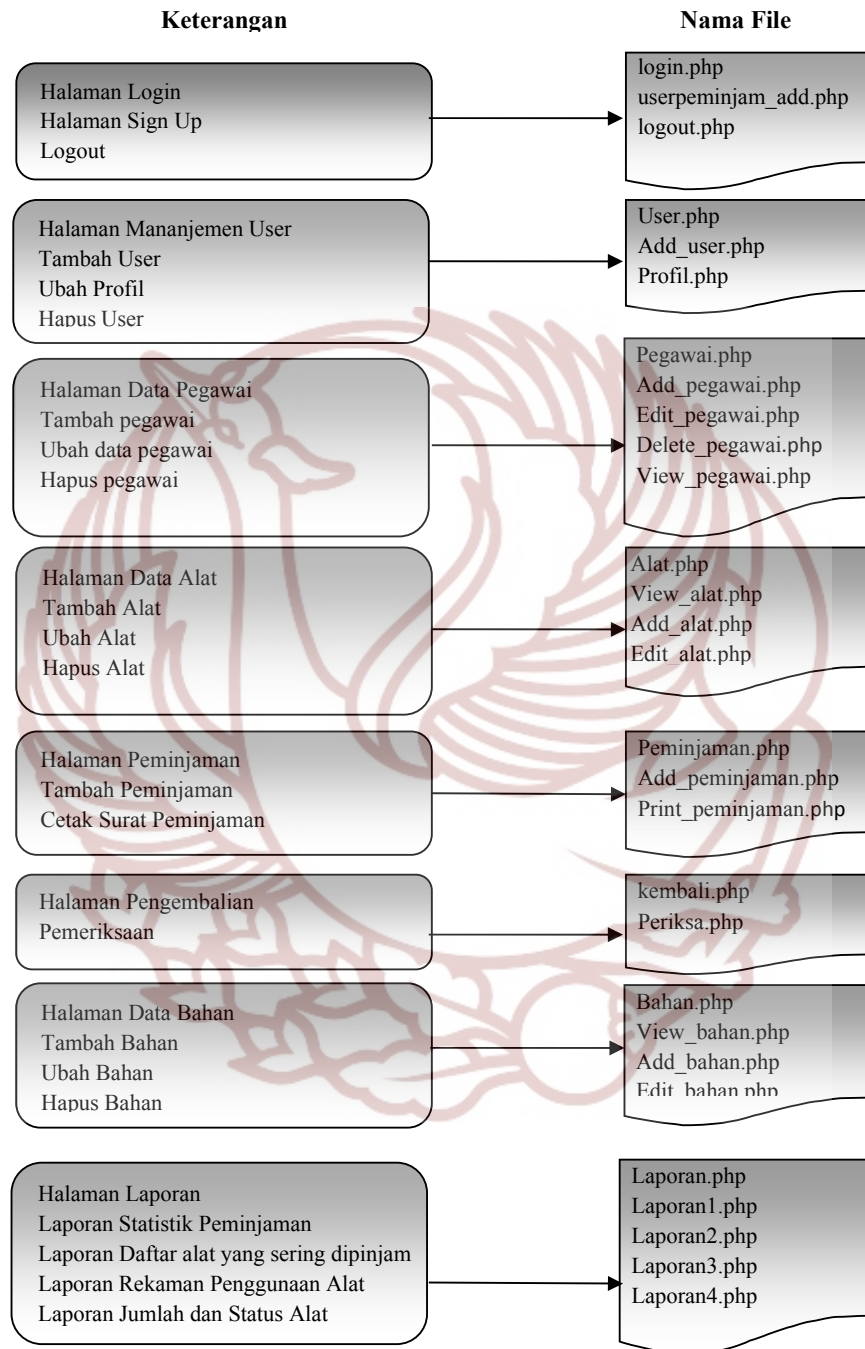 Keterangan
Nama File
Halaman Login
Halaman Sign Up
Logout
login.php
userpeminjam_add.php
logout.php
Halaman Mananjemen User
Tambah User
Ubah Profil
Hapus User
User.php
Add_user.php
Profil.php
Halaman Data Pegawai
Tambah pegawai
Ubah data pegawai
Hapus pegawai
Pegawai.php
Add_pegawai.php
Edit_pegawai.php
Delete_pegawai.php
View_pegawai.php
Halaman Data Alat
Tambah Alat
Ubah Alat
Hapus Alat
Alat.php
View_alat.php
Add_alat.php
Edit_alat.php
Halaman Peminjaman
Tambah Peminjaman
Cetak Surat Peminjaman
Peminjaman.php
Add_peminjaman.php
Print_peminjaman.php
Halaman Pengembalian
Pemeriksaan
kembali.php
Periksa.php
Halaman Data Bahan
Tambah Bahan
Ubah Bahan
Hapus Bahan
Bahan.php
View_bahan.php
Add_bahan.php
Edit_bahan.php
Halaman Laporan
Laporan Statistik Peminjaman
Laporan Daftar alat yang sering dipinjam
Laporan Rekaman Penggunaan Alat
Laporan Jumlah dan Status Alat
Laporan.php
Laporan1.php
Laporan2.php
Laporan3.php
Laporan4.php